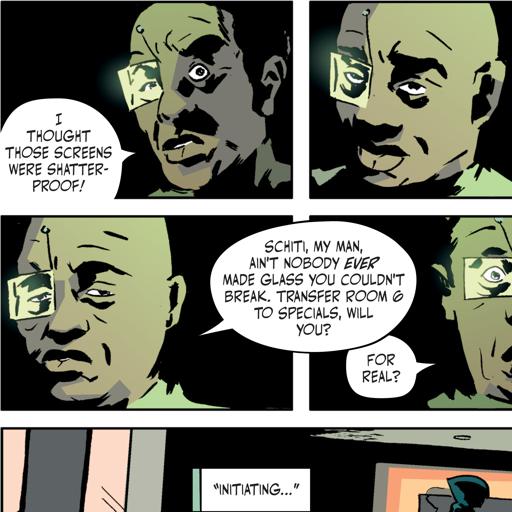 I
THOUGHT
THOSE SCREENS
WERE SHATTER-
PROOF!
SCHITI, MY MAN,
AIN'T NOBODY EVER
MADE GLASS YOU COULDN'T
BREAK. TRANSFER ROOM 6
TO SPECIALS, WILL
YOU?
FOR
REAL?
"INITIATING..."